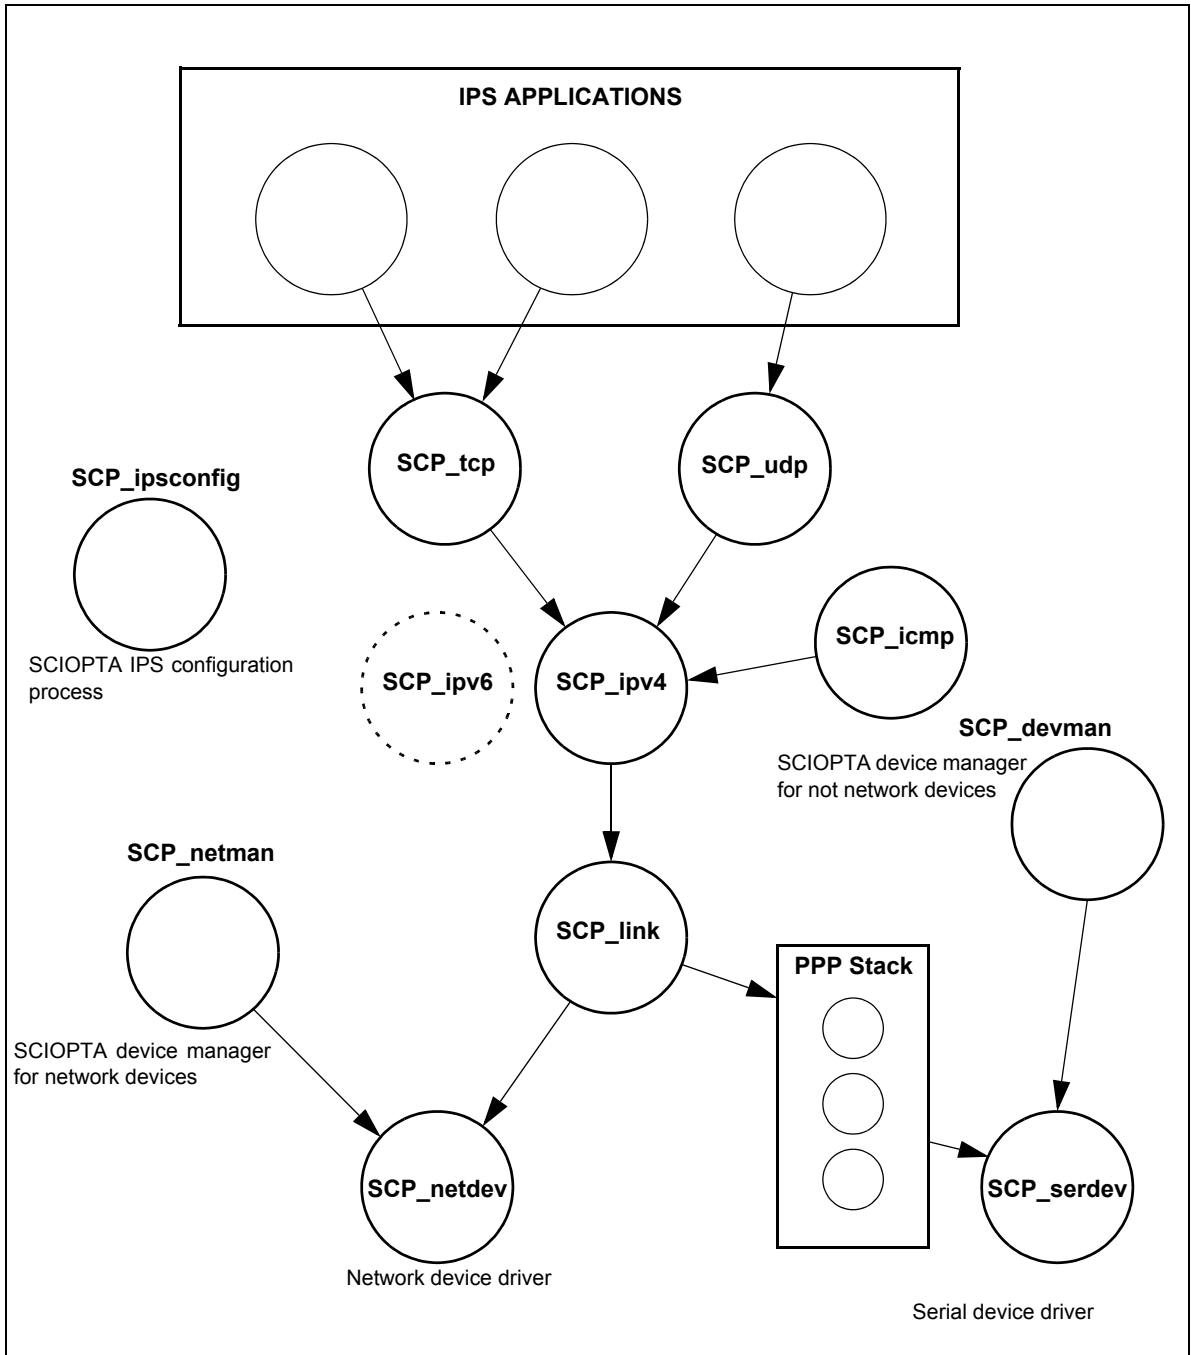 IPS APPLICATIONS
SCP_tcp
SCP_udp
SCP_ipsconfig
SCIOPTA IPS configuration
process
SCP_ipv6
SCP_ipv4
SCP_icmp
SCP_devman
SCIOPTA device manager
for not network devices
SCP_netman
SCIOPTA device manager
for network devices
SCP_link
PPP Stack
SCP_netdev
Network device driver
SCP_serdev
Serial device driver